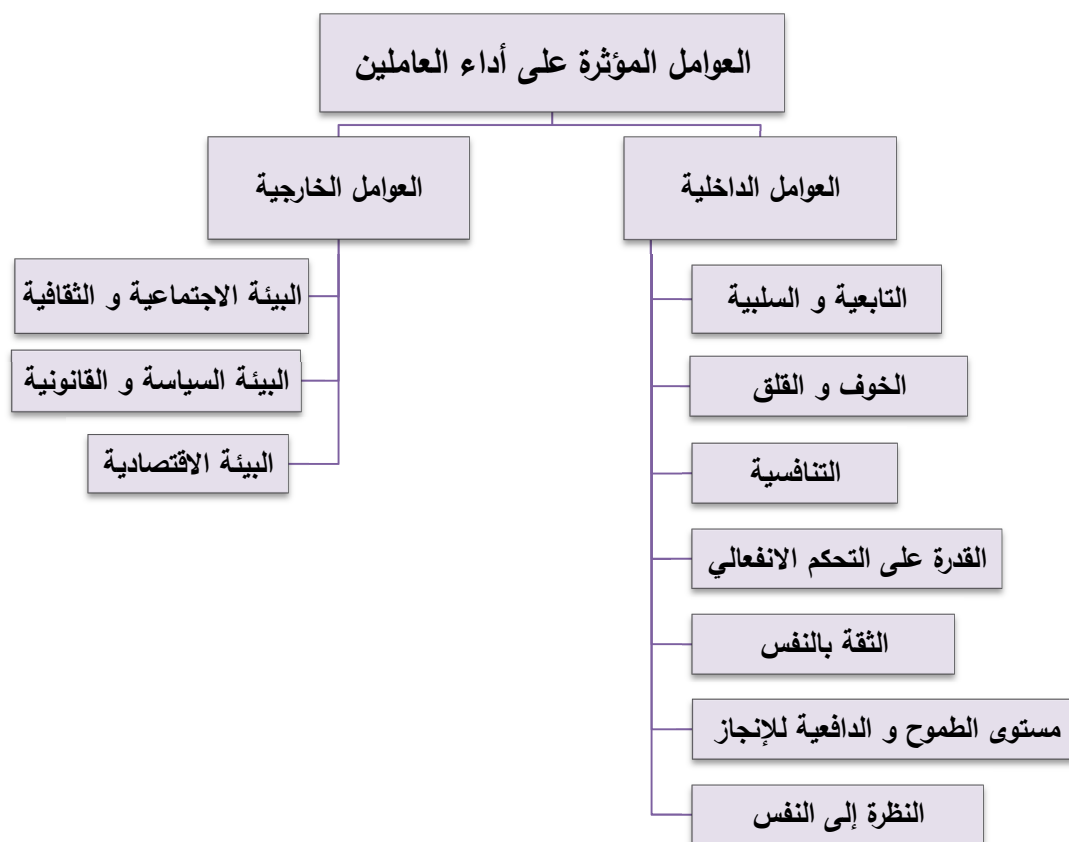 العوامل المؤثرة على أداء العاملين
العوامل الداخلية
التابعية و السلبية
الخوف و القلق
التنافسية
القدرة على التحكم الانفعالي
الثقة بالنفس
مستوى الطموح و الدافعية للإنجاز
النظرة إلى النفس
العوامل الخارجية
البيئة الاجتماعية و الثقافية
البيئة السياسة و القانونية
البيئة الاقتصادية